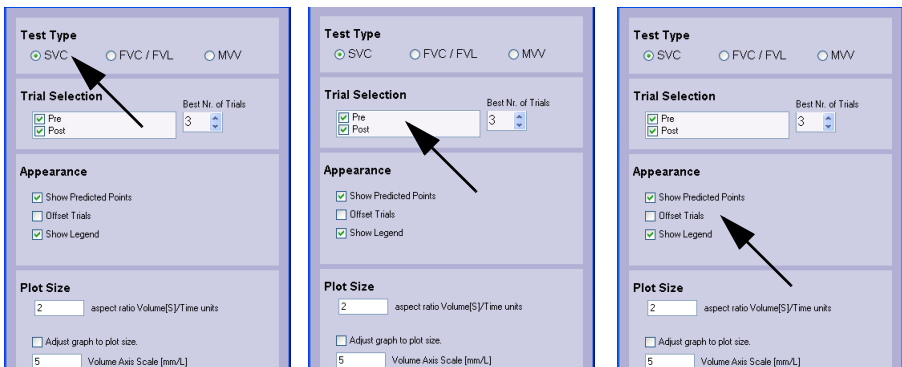 Test Type
SVC FVC / FVL MVV
Trial Selection
Best Nr. of Trials
Pre
3
Post
Appearance
Show Predicted Points
Offset Trials
Show Legend
Plot Size
2 aspect ratio Volume[S]/Time units
Adjust graph to plot size.
5 Volume Axis Scale [mm/L]
Test Type
SVC FVC / FVL MVV
Trial Selection
Best Nr. of Trials
Pre
3
Post
Appearance
Show Predicted Points
Offset Trials
Show Legend
Plot Size
2 aspect ratio Volume[S]/Time units
Adjust graph to plot size.
5 Volume Axis Scale [mm/L]
Test Type
SVC FVC / FVL MVV
Trial Selection
Best Nr. of Trials
Pre
3
Post
Appearance
Show Predicted Points
Offset Trials
Show Legend
Plot Size
2 aspect ratio Volume[S]/Time units
Adjust graph to plot size.
5 Volume Axis Scale [mm/L]